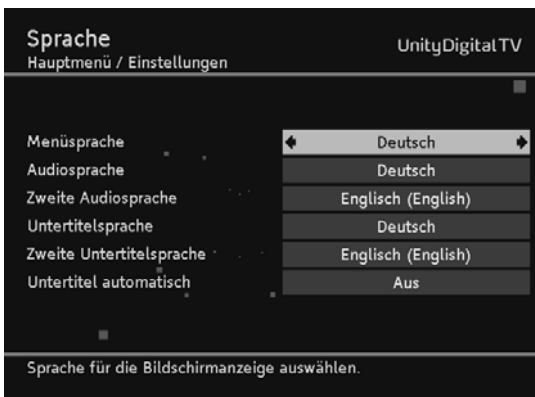 Sprache
UnityDigitalTV
Hauptmenü / Einstellungen
Menüsprache Deutsch
Audiosprache Deutsch
Zweite Audiosprache Englisch (English)
Untertitelsprache Deutsch
Zweite Untertitelsprache Englisch (English)
Untertitel automatisch Aus
Sprache für die Bildschirmanzeige auswählen.